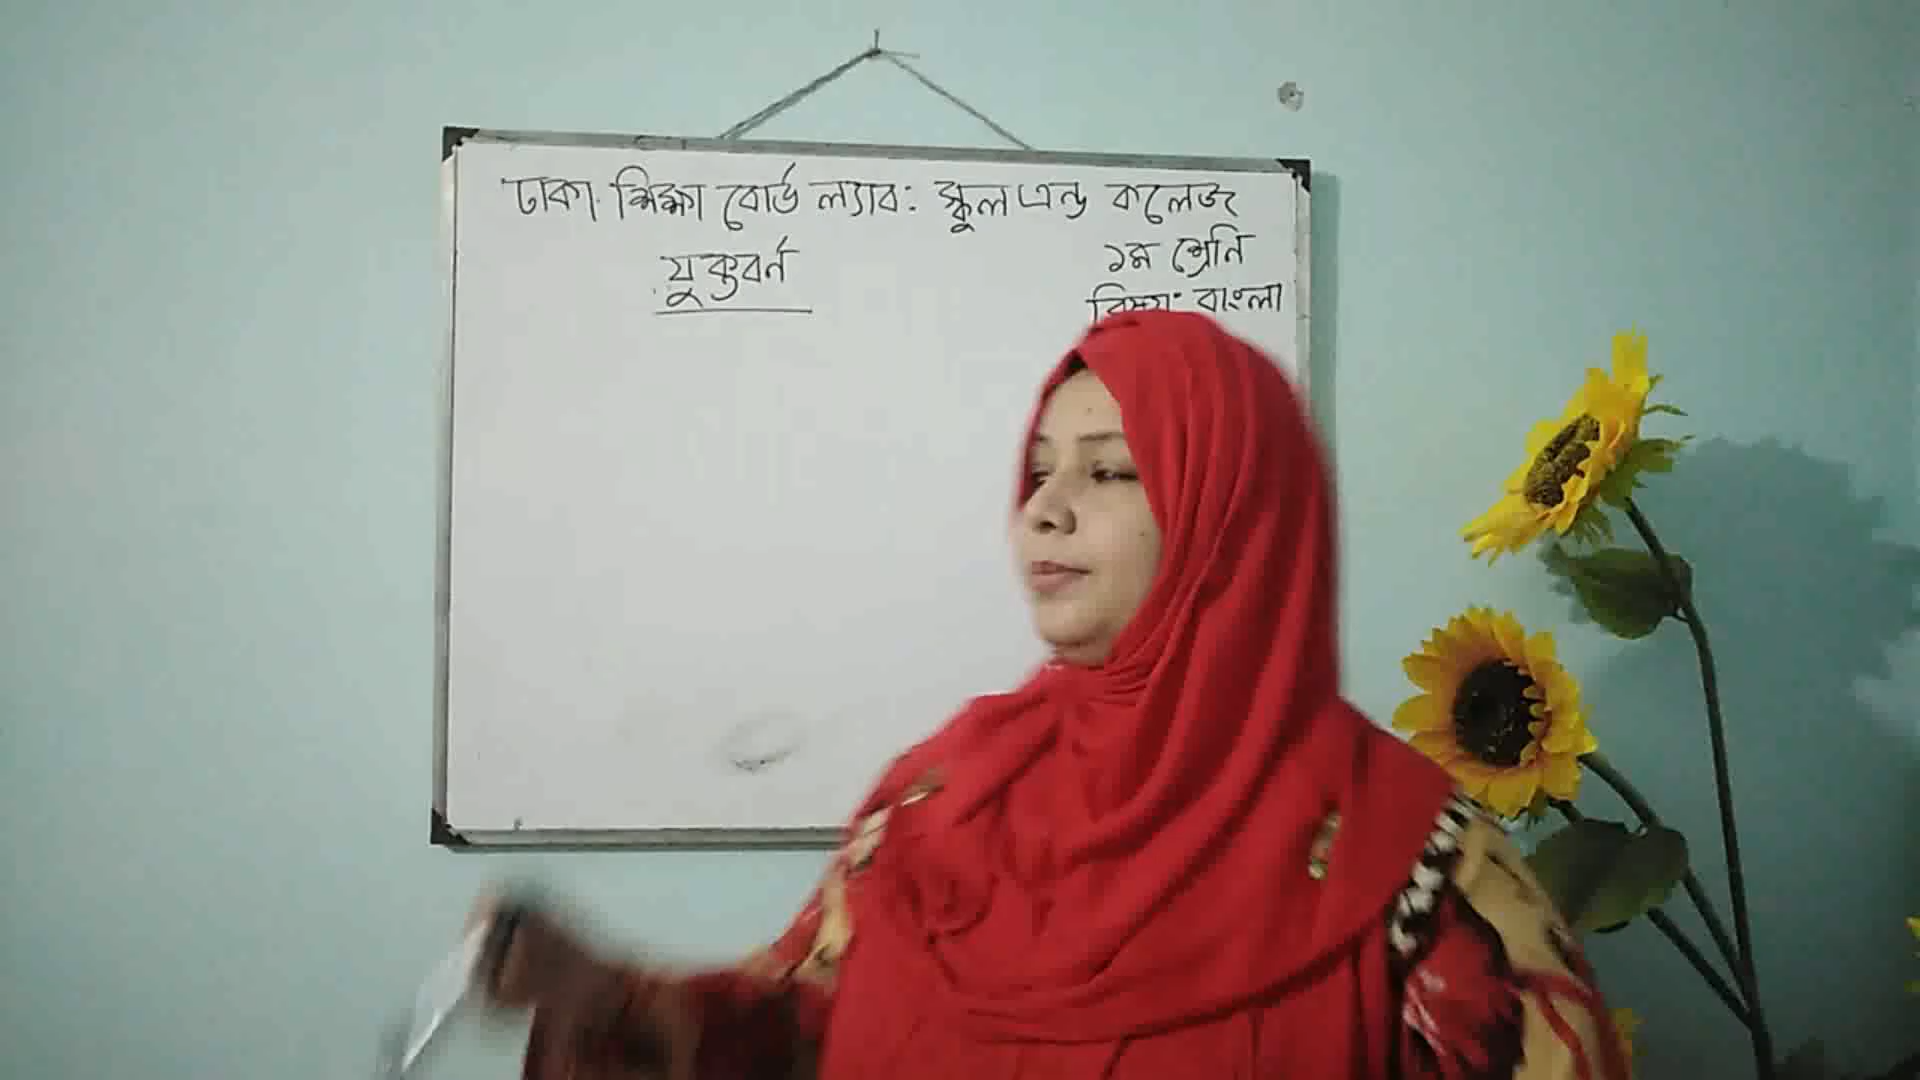 ঢাকা শিক্ষা বোর্ড ল্যাব: স্কুল এন্ড কলেজ
যুক্তবর্ন
১ম শ্রেনি
বিষয়: বাংলা